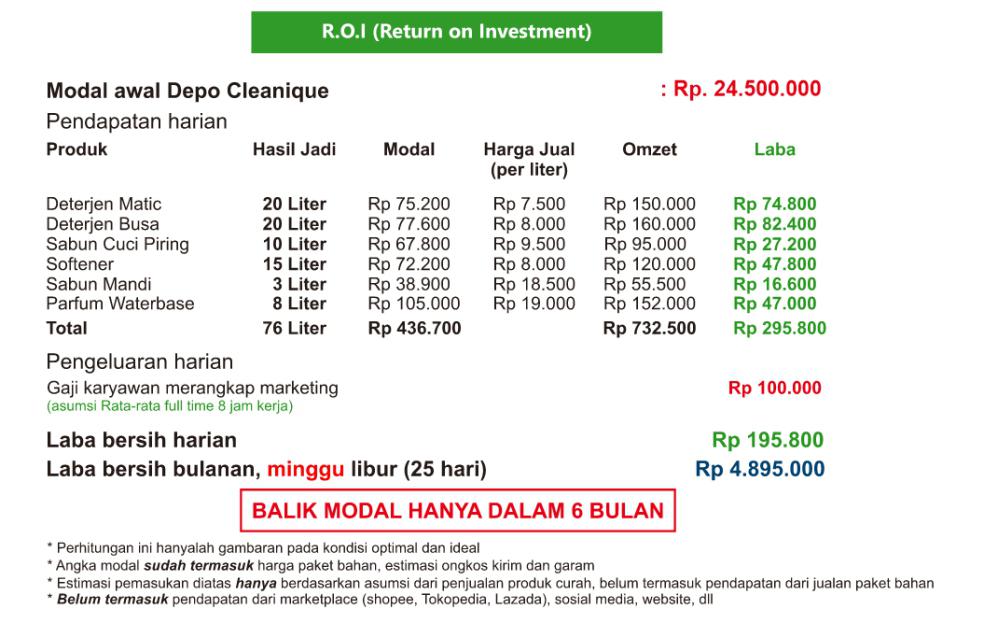 R.O.I (Return on Investment)
Modal awal Depo Cleanique : Rp. 24.500.000
Pendapatan harian
Produk Hasil Jadi Modal Harga Jual (per liter) Omzet Laba
Deterjen Matic 20 Liter Rp 75.200 Rp 7.500 Rp 150.000 Rp 74.800
Deterjen Busa 20 Liter Rp 77.600 Rp 8.000 Rp 160.000 Rp 82.400
Sabun Cuci Piring 10 Liter Rp 67.800 Rp 9.500 Rp 95.000 Rp 27.200
Softener 15 Liter Rp 72.200 Rp 8.000 Rp 120.000 Rp 47.800
Sabun Mandi 3 Liter Rp 38.900 Rp 18.500 Rp 55.500 Rp 16.600
Parfum Waterbase 8 Liter Rp 105.000 Rp 19.000 Rp 152.000 Rp 47.000
Total 76 Liter Rp 436.700 Rp 732.500 Rp 295.800
Pengeluaran harian
Gaji karyawan merangkap marketing Rp 100.000
(asumsi Rata-rata full time 8 jam kerja)
Laba bersih harian Rp 195.800
Laba bersih bulanan, minggu libur (25 hari) Rp 4.895.000
BALIK MODAL HANYA DALAM 6 BULAN
* Perhitungan ini hanyalah gambaran pada kondisi optimal dan ideal
* Angka modal sudah termasuk harga paket bahan, estimasi ongkos kirim dan garam
* Estimasi pemasukan diatas hanya berdasarkan asumsi dari penjualan produk curah, belum termasuk pendapatan dari jualan paket bahan
* Belum termasuk pendapatan dari marketplace (shopee, Tokopedia, Lazada), sosial media, website, dll